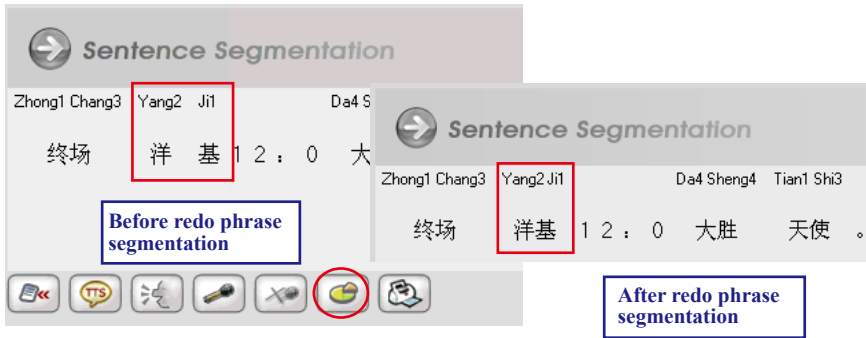 Sentence Segmentation
Zhong1 Chang3 Yang2 Ji1 Da4 S
终场 洋 基 1 2 : 0 大
Before redo phrase
segmentation
TTS
Sentence Segmentation
Zhong1 Chang3 Yang2 Ji1 Da4 Sheng4 Tian1 Shi3
终场 洋基 1 2 : 0 大胜 天使 。
After redo phrase
segmentation